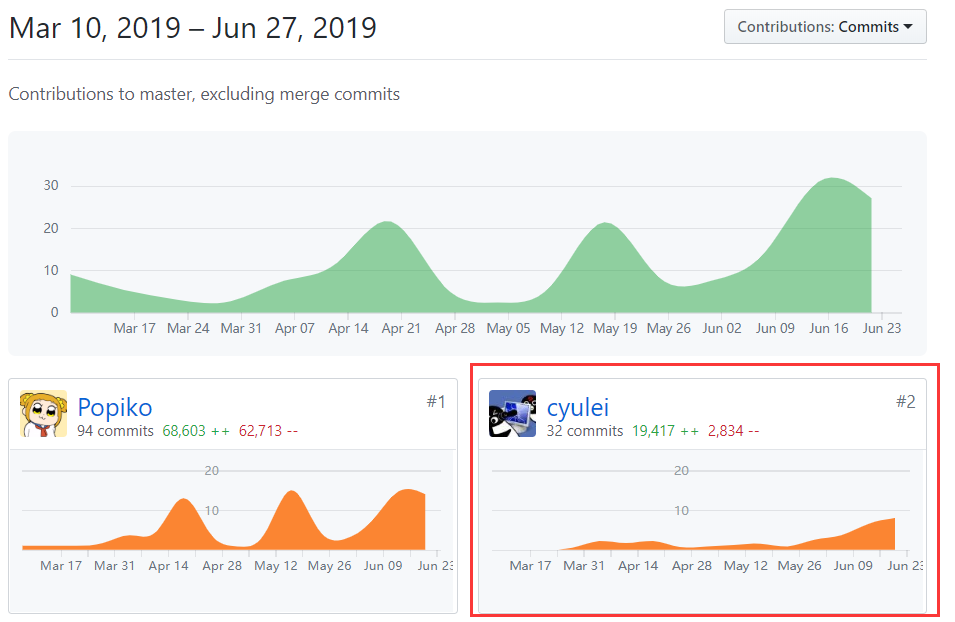 Mar 10, 2019 – Jun 27, 2019
Contributions: Commits
Contributions to master, excluding merge commits
30
20
10
0
Mar 17 Mar 24 Mar 31 Apr 07 Apr 14 Apr 21 Apr 28 May 05 May 12 May 19 May 26 Jun 02 Jun 09 Jun 16 Jun 23
Popiko #1
94 commits 68,603 ++ 62,713 --
20
10
Mar 17 Mar 31 Apr 14 Apr 28 May 12 May 26 Jun 09 Jun 23
cyulei #2
32 commits 19,417 ++ 2,834 --
20
10
Mar 17 Mar 31 Apr 14 Apr 28 May 12 May 26 Jun 09 Jun 23